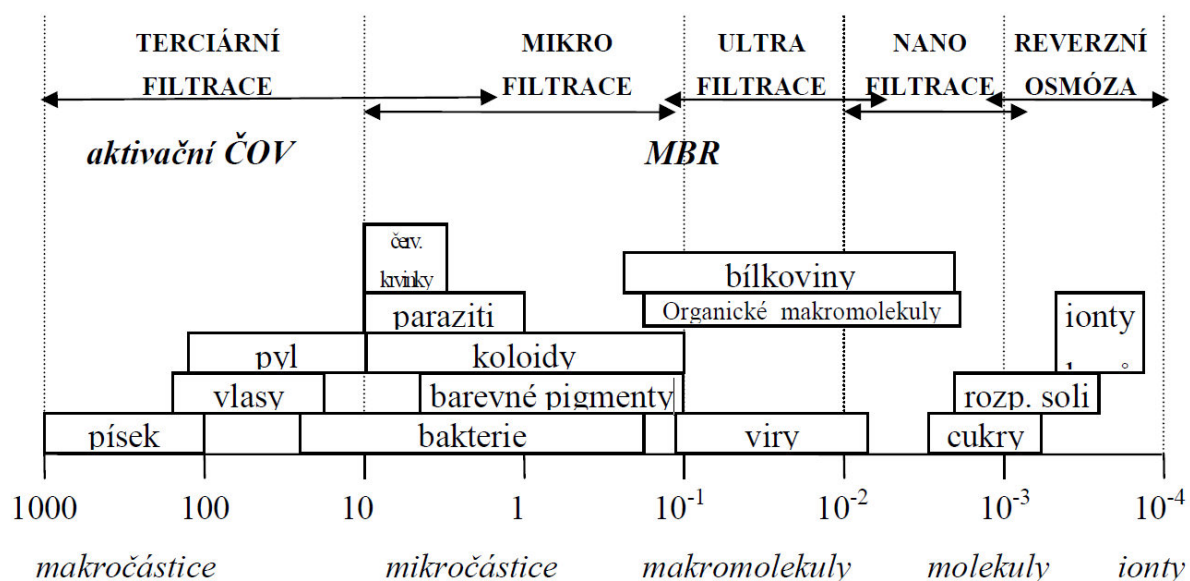 TERCIÁRNÍ MIKRO ULTRA NANO REVERZNÍ
FILTRACE FILTRACE FILTRACE FILTRACE OSMÓZA
aktivační ČOV MBR
červ.
krvinky
bílkoviny
paraziti Organické makromolekuly ionty
pyl koloidy
vlasy barevné pigmenty rozp. soli
písek bakterie viry cukry
1000 100 10 1 10⁻¹ 10⁻² 10⁻³ 10⁻⁴
makročástice mikročástice makromolekuly molekuly ionty